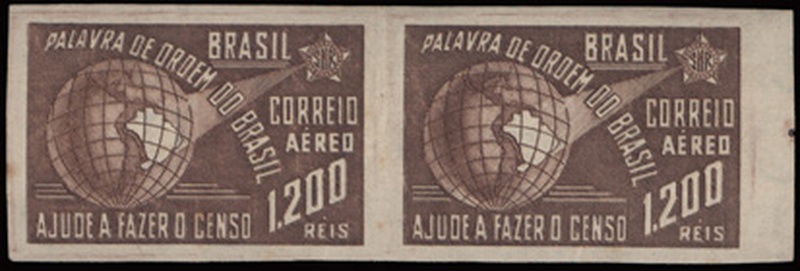 PALAVRA DE ORDEM DO BRASIL
BRASIL
CORREIO
AÉREO
1.200
RÉIS
AJUDE A FAZER O CENSO
PALAVRA DE ORDEM DO BRASIL
BRASIL
CORREIO
AÉREO
1.200
RÉIS
AJUDE A FAZER O CENSO